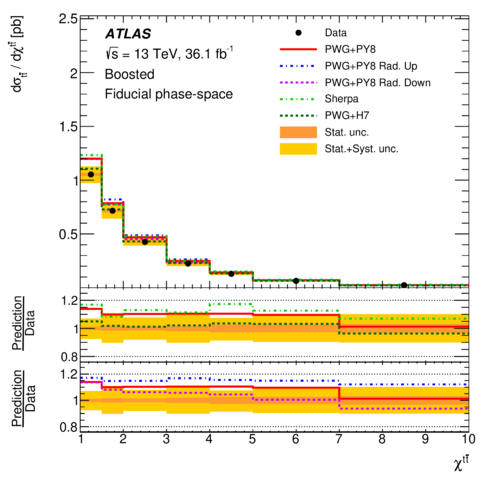 ATLAS
√s = 13 TeV, 36.1 fb⁻¹
Boosted
Fiducial phase-space
Data
PWG+PY8
PWG+PY8 Rad. Up
PWG+PY8 Rad. Down
Sherpa
PWG+H7
Stat. unc.
Stat.+Syst. unc.
dσ_tt̄ / dχ^tt̄ [pb]
2.5
2
1.5
1
0.5
Prediction
Data
1.2
1
0.8
Prediction
Data
1.2
1
0.8
1 2 3 4 5 6 7 8 9 10
χ^tt̄